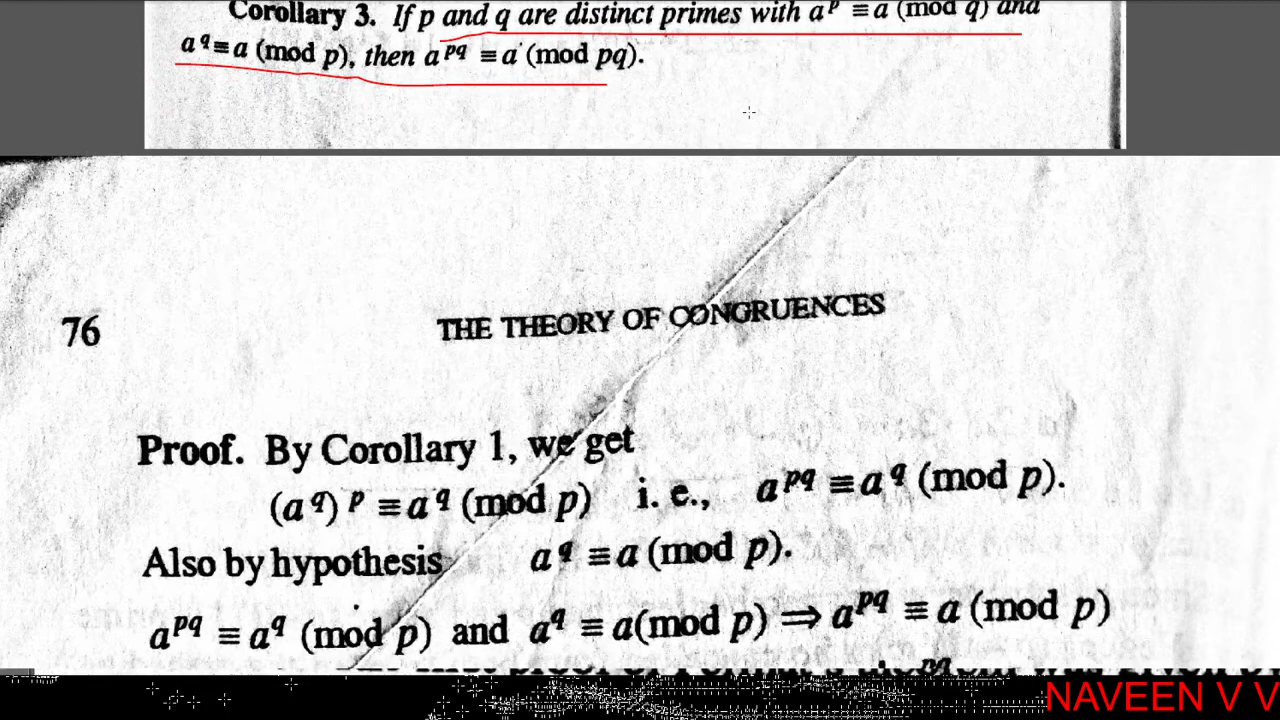 Corollary 3. If p and q are distinct primes with a^p ≡ a (mod q) and
a^q ≡ a (mod p), then a^pq ≡ a (mod pq).
76
THE THEORY OF CONGRUENCES
Proof. By Corollary 1, we get
(a^q)^p ≡ a^q (mod p) i. e., a^pq ≡ a^q (mod p).
Also by hypothesis a^q ≡ a (mod p).
a^pq ≡ a^q (mod p) and a^q ≡ a(mod p) ⇒ a^pq ≡ a (mod p)
NAVEEN V V